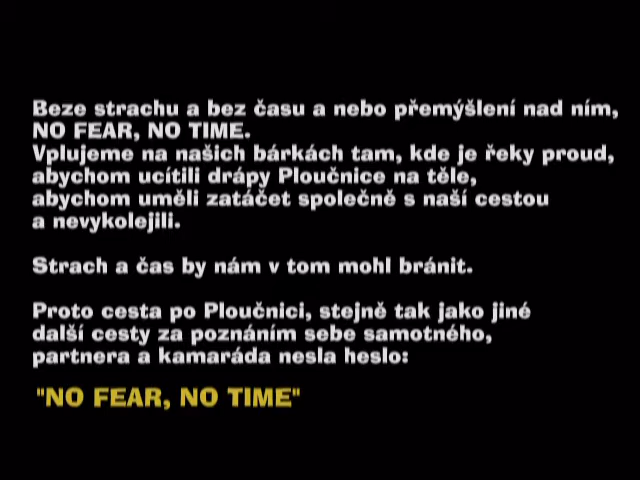 Beze strachu a bez času a nebo přemýšlení nad ním,
NO FEAR, NO TIME.
Vplujeme na našich bárkách tam, kde je řeky proud,
abychom ucítili drápy Ploučnice na těle,
abychom uměli zatáčet společně s naší cestou
a nevykolejili.
Strach a čas by nám v tom mohl bránit.
Proto cesta po Ploučnici, stejně tak jako jiné
další cesty za poznáním sebe samotného,
partnera a kamaráda nesla heslo:
"NO FEAR, NO TIME"